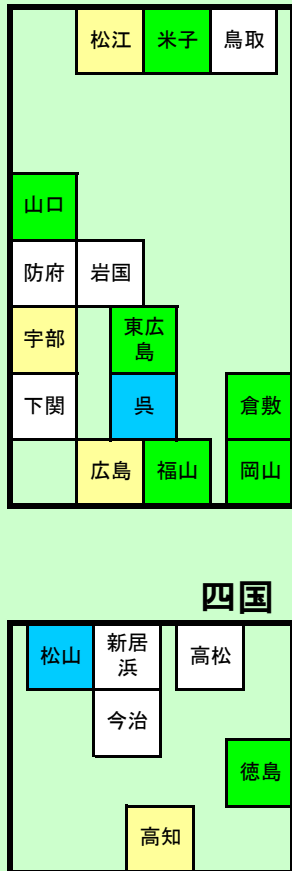 松江 米子 鳥取
山口
防府 岩国
宇部 東広
島
下関 呉 倉敷
広島 福山 岡山
四国
松山 新居
浜 高松
今治
徳島
高知